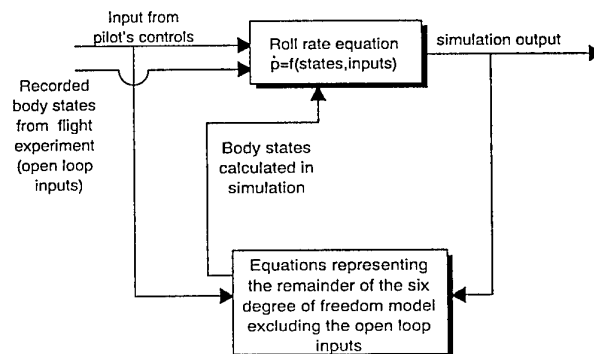 Input from
pilot's controls
Roll rate equation
ṗ=f(states,inputs)
simulation output
Recorded
body states
from flight
experiment
(open loop
inputs)
Body states
calculated in
simulation
Equations representing
the remainder of the six
degree of freedom model
excluding the open loop
inputs